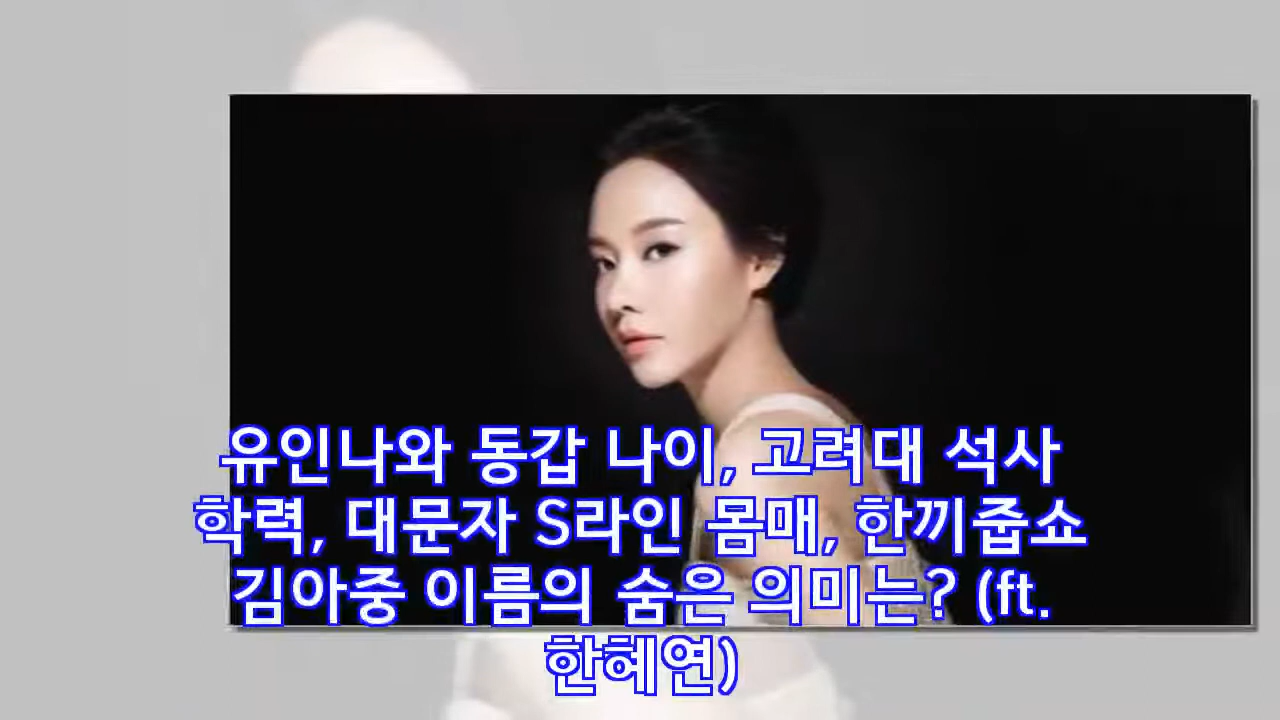 유인나와 동갑 나이, 고려대 석사
학력, 대문자 S라인 몸매, 한끼줍쇼
김아중 이름의 숨은 의미는? (ft.
한혜연)